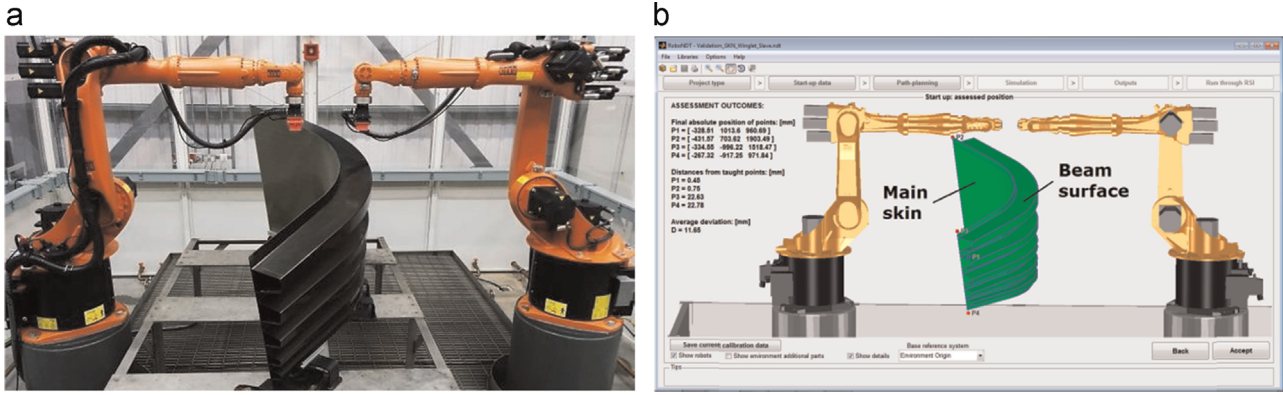 a
b
RoboNDT - Validation_SKN_Winglet_Slave.ndt
File Libraries Options Help
Project type > Start-up data > Path-planning > Simulation > Outputs > Run through RSI
Start up: assessed position
ASSESSMENT OUTCOMES:
Final absolute position of points: [mm]
P1 = [ -328.51 1013.6 960.69 ]
P2 = [ -431.57 703.62 1903.49 ]
P3 = [ -334.55 -996.22 1518.47 ]
P4 = [ -267.32 -917.25 971.84 ]
Distances from taught points: [mm]
P1 = 0.45
P2 = 0.75
P3 = 22.63
P4 = 22.78
Average deviation: [mm]
D = 11.65
P2
Main
skin
Beam
surface
P3
P1
P4
Save current calibration data
Base reference system
Show robots
Show environment additional parts
Show details
Environment Origin
Back
Accept
Tips